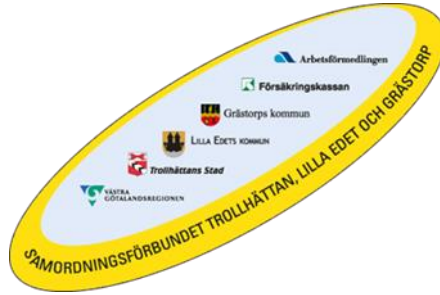 Arbetsförmedlingen
Försäkringskassan
Grästorps kommun
LILLA EDETS KOMMUN
Trollhättans Stad
VÄSTRA
GÖTALANDSREGIONEN
SAMORDNINGSFÖRBUNDET TROLLHÄTTAN, LILLA EDET OCH GRÄSTORP